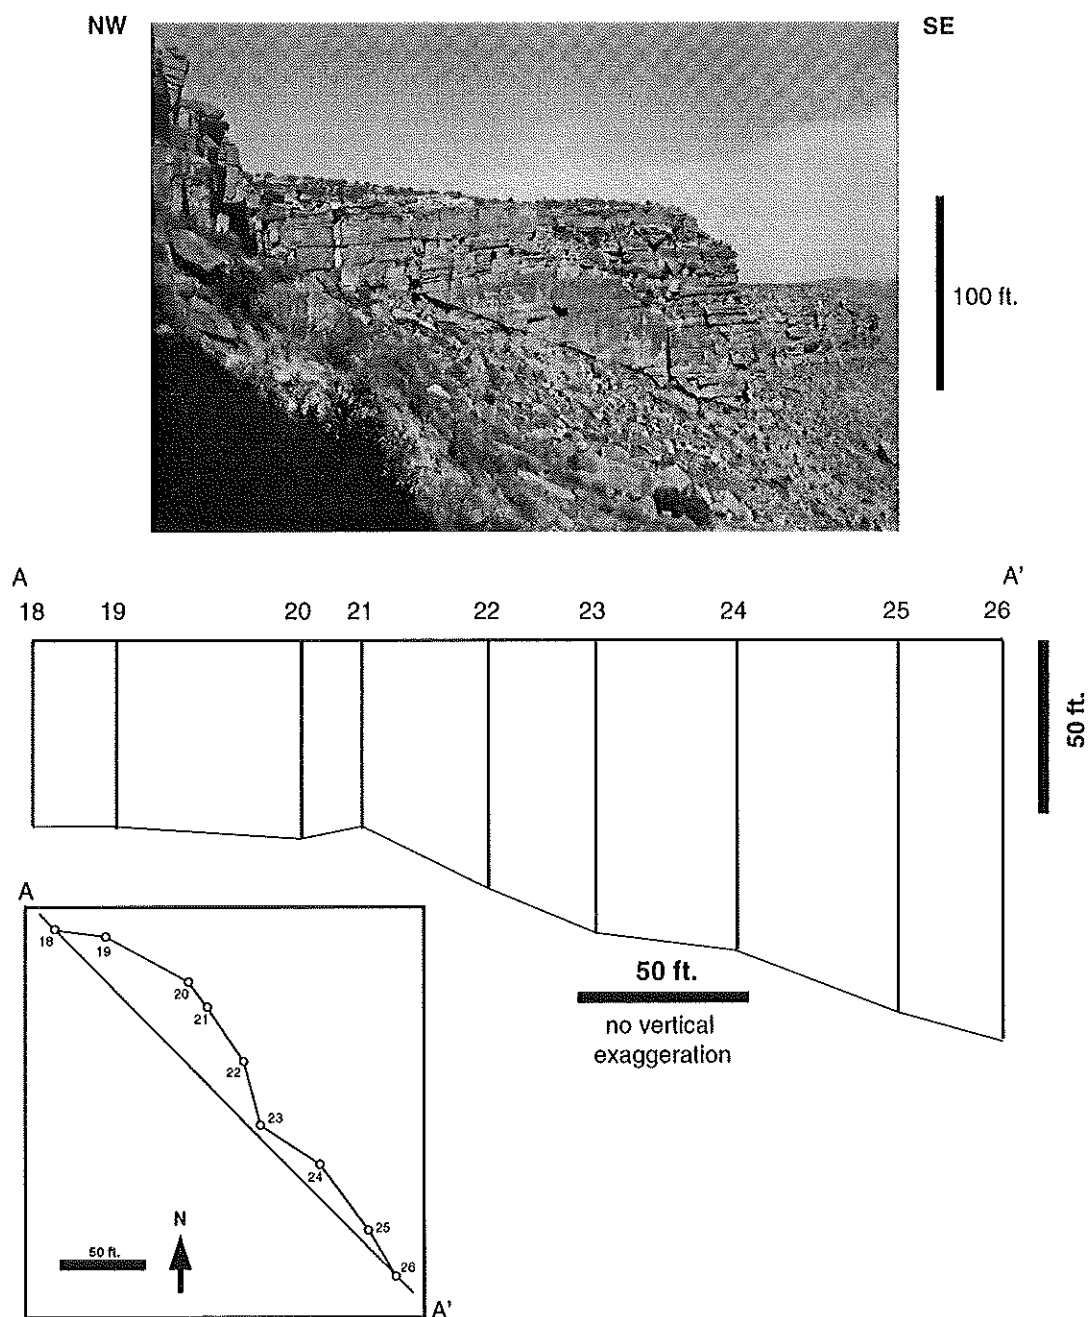 NW SE
100 ft.
A A'
18 19 20 21 22 23 24 25 26
50 ft.
50 ft.
no vertical
exaggeration
A
18
19
20
21
22
23
24
25
26
N
50 ft.
A'